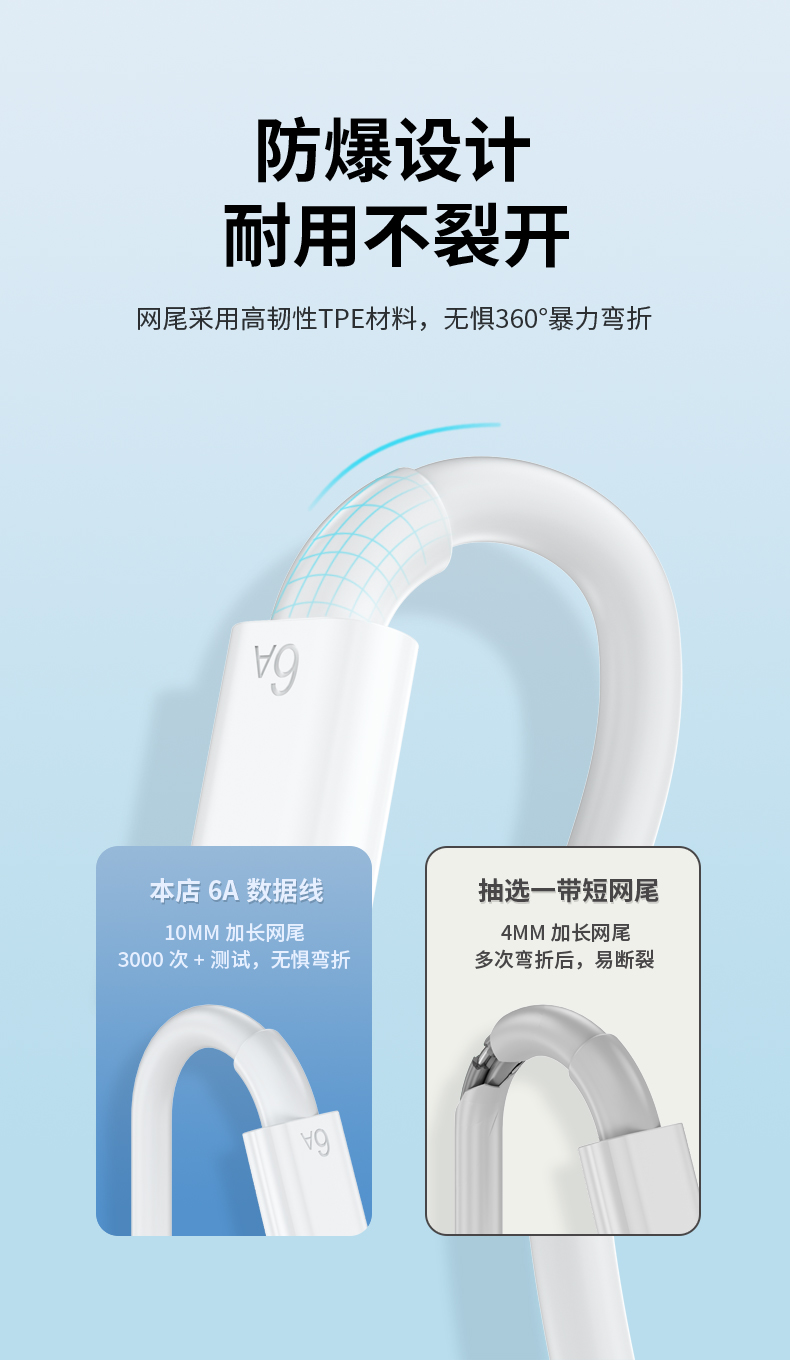 防爆设计
耐用不裂开
网尾采用高韧性TPE材料，无惧360°暴力弯折
6A
本店 6A 数据线
10MM 加长网尾
3000 次 + 测试，无惧弯折
6A
抽选一带短网尾
4MM 加长网尾
多次弯折后，易断裂